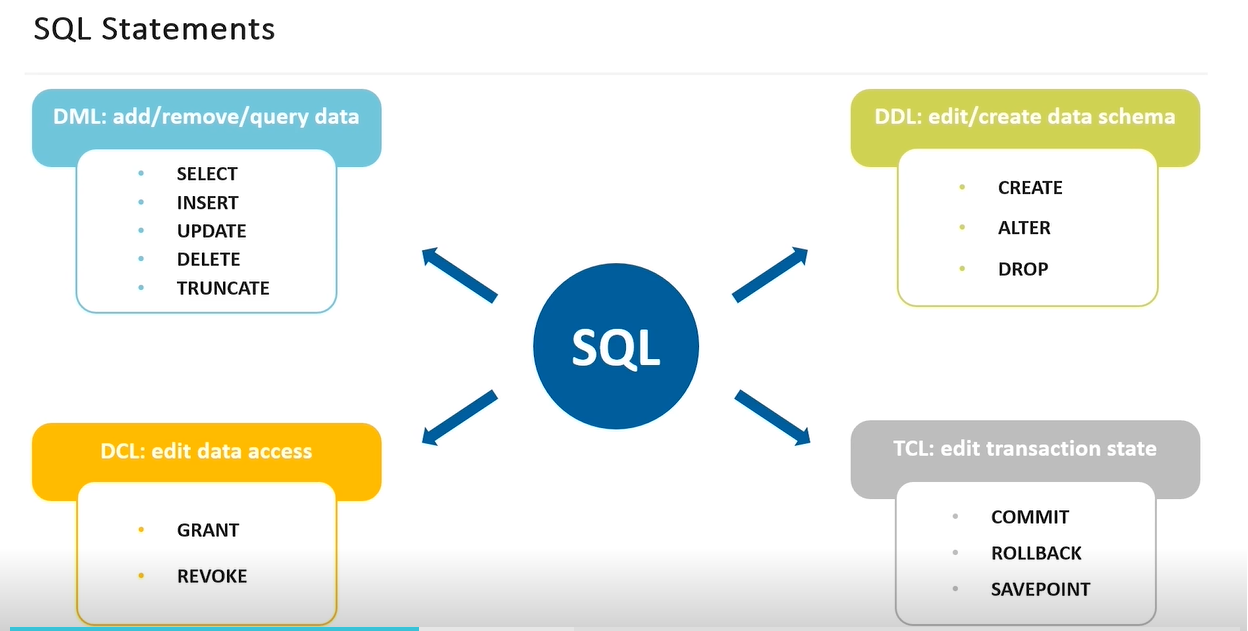 SQL Statements
DML: add/remove/query data
• SELECT
• INSERT
• UPDATE
• DELETE
• TRUNCATE
DDL: edit/create data schema
• CREATE
• ALTER
• DROP
SQL
DCL: edit data access
• GRANT
• REVOKE
TCL: edit transaction state
• COMMIT
• ROLLBACK
• SAVEPOINT